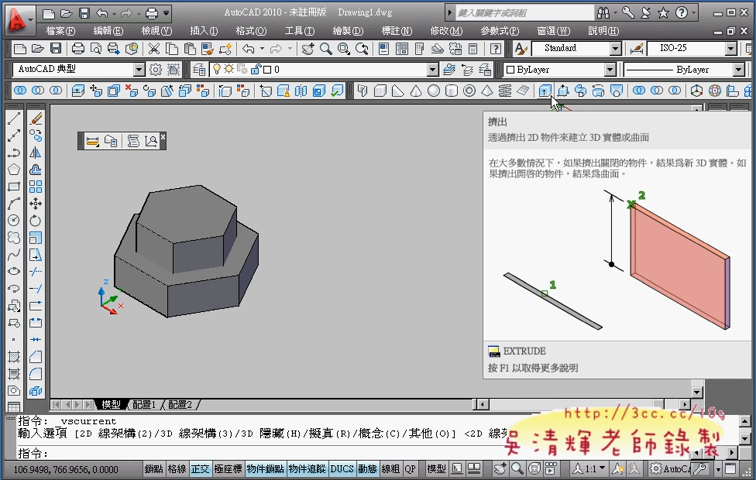 AutoCAD 2010 - 未註冊版 Drawing1.dwg
鍵入關鍵字或詞組
檔案(F) 編輯(E) 檢視(V) 插入(I) 格式(O) 工具(T) 繪製(D) 標註(N) 修改(M) 參數式(P) 視窗(W) 說明(H)
Standard ISO-25
AutoCAD 典型 0 ByLayer ByLayer
擠出
透過擠出 2D 物件來建立 3D 實體或曲面
在大多數情況下，如果擠出關閉的物件，結果爲新 3D 實體。如
果擠出開啓的物件，結果爲曲面。
2
1
Z
EXTRUDE
按 F1 以取得更多說明
模型 配置1 配置2
指令: _vscurrent
輸入選項 [2D 線架構(2)/3D 線架構(3)/3D 隱藏(H)/擬真(R)/概念(C)/其他(O)] <2D 線
指令:
http://3cc.cc/i0g
吳清輝老師錄製
106.9498, 766.9656, 0.0000 鎖點 格線 正交 極座標 物件鎖點 物件追蹤 DUCS 動態 線粗 QP 模型 1:1 AutoCA